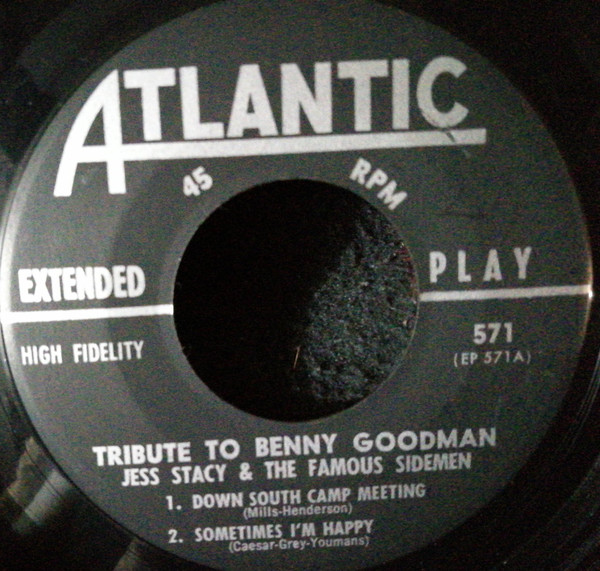 ATLANTIC
45 RPM
EXTENDED PLAY
HIGH FIDELITY
571
(EP 571A)
TRIBUTE TO BENNY GOODMAN
JESS STACY & THE FAMOUS SIDEMEN
1. DOWN SOUTH CAMP MEETING
(Mills-Henderson)
2. SOMETIMES I'M HAPPY
(Caesar-Grey-Youmans)